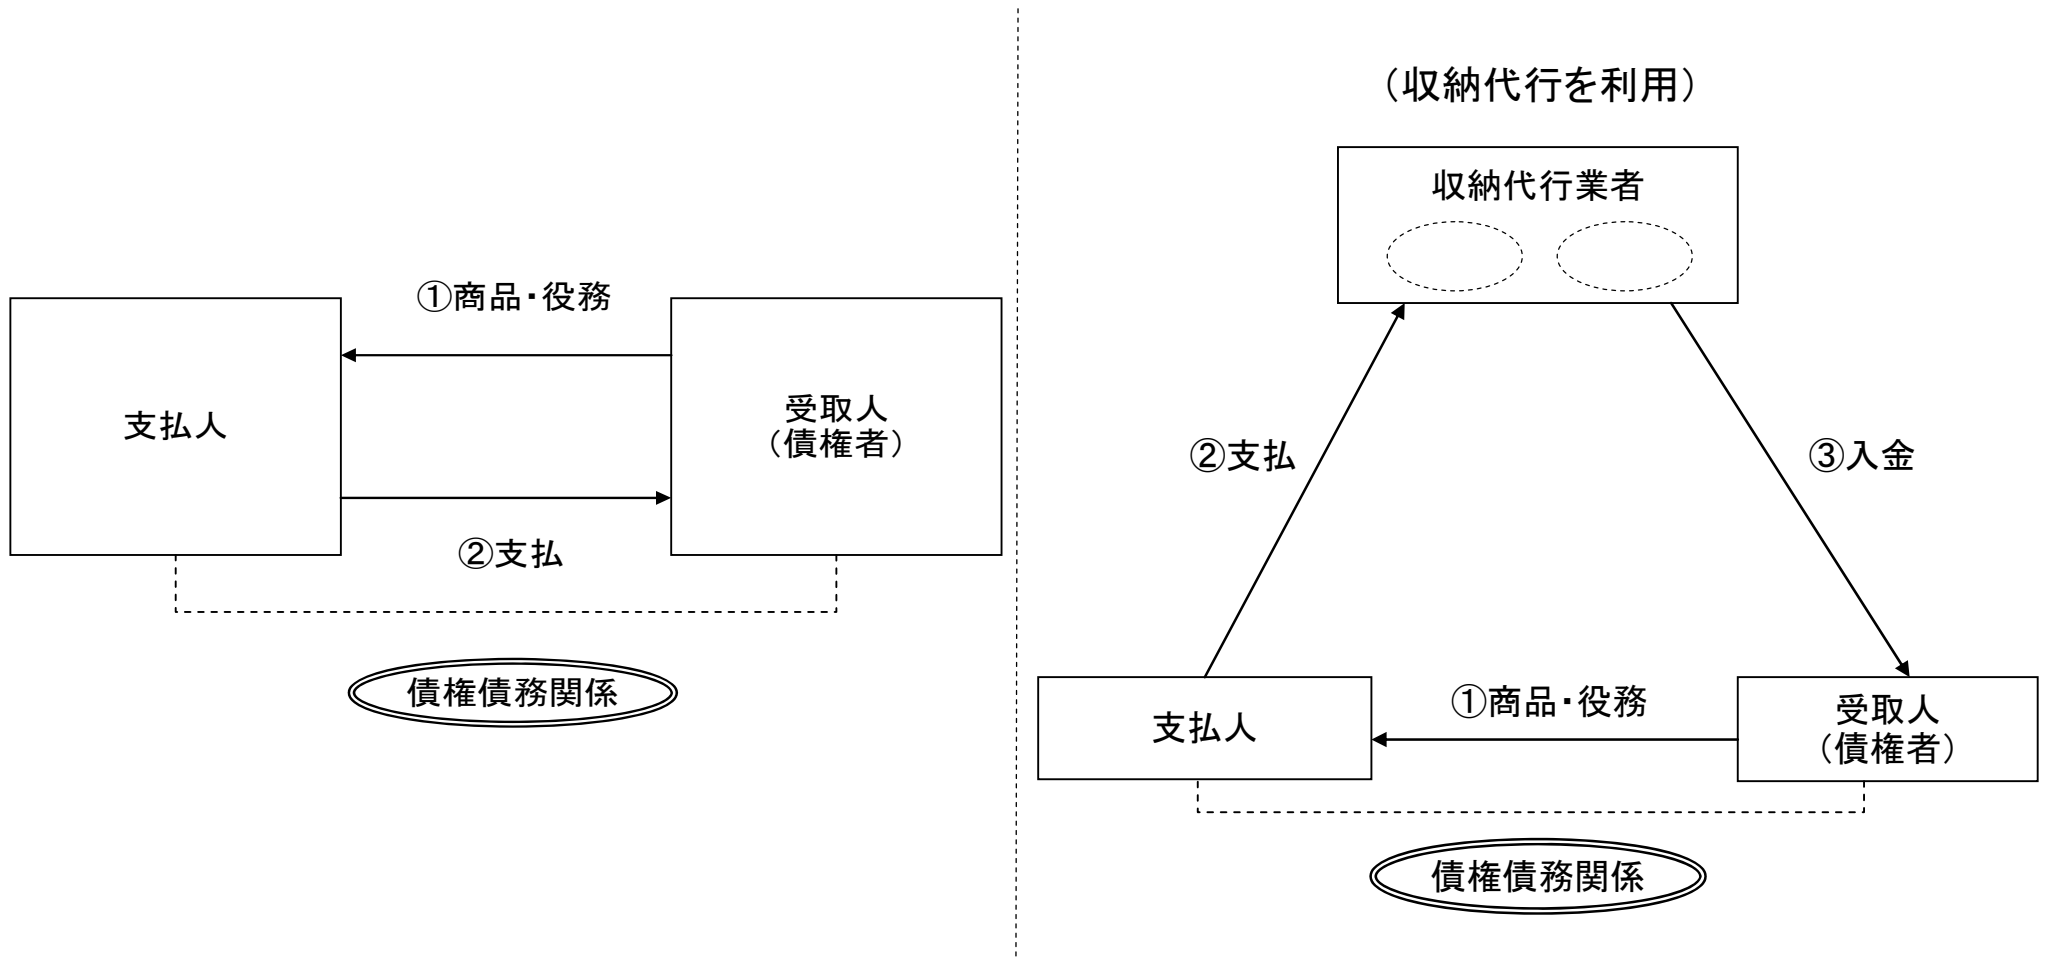 ①商品・役務
支払人
受取人
（債権者）
②支払
債権債務関係
（収納代行を利用）
収納代行業者
②支払
③入金
①商品・役務
支払人
受取人
（債権者）
債権債務関係